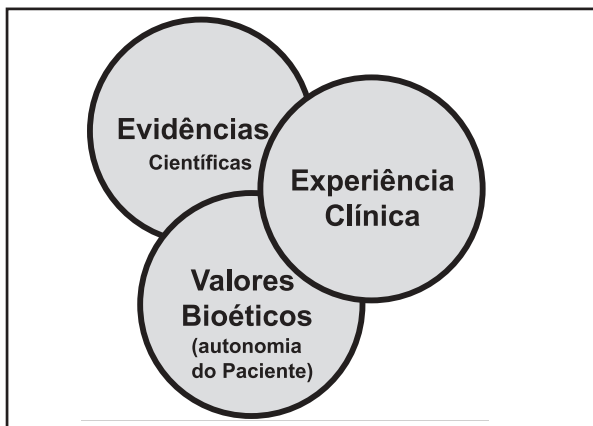 Evidências
Científicas
Experiência
Clínica
Valores
Bioéticos
(autonomia
do Paciente)